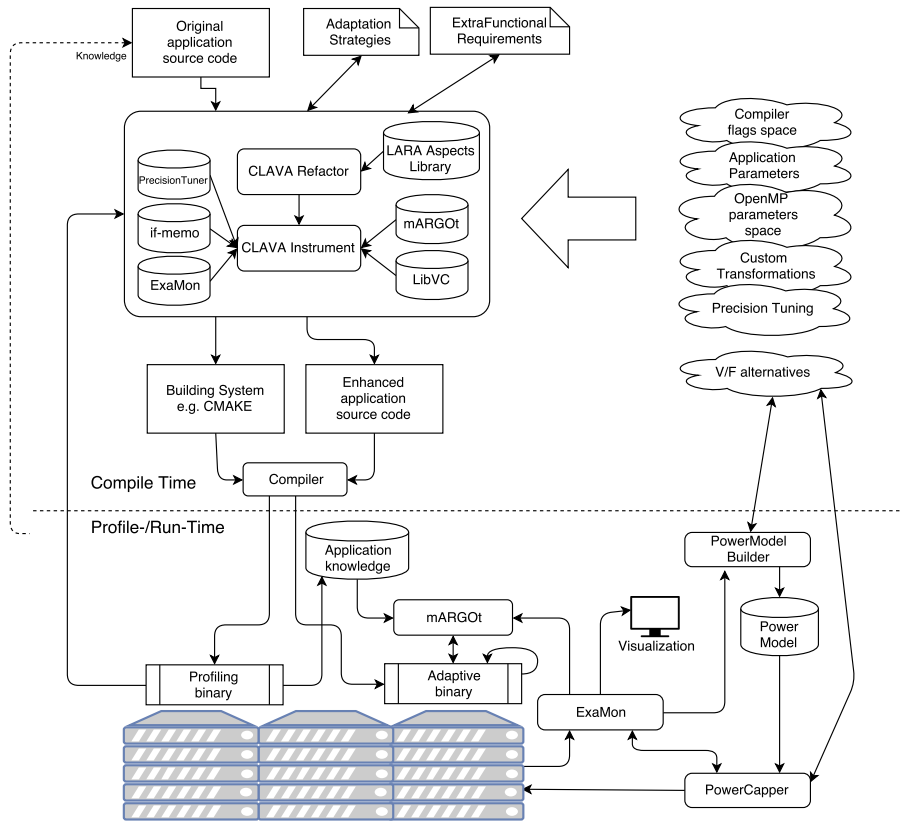 Original
application
source code
Adaptation
Strategies
ExtraFunctional
Requirements
Knowledge
PrecisionTuner
if-memo
ExaMon
CLAVA Refactor
CLAVA Instrument
LARA Aspects
Library
mARGOt
LibVC
Compiler
flags space
Application
Parameters
OpenMP
parameters
space
Custom
Transformations
Precision Tuning
V/F alternatives
Building System
e.g. CMAKE
Enhanced
application
source code
Compiler
Compile Time
Profile-/Run-Time
Application
knowledge
mARGOt
Profiling
binary
Adaptive
binary
Visualization
ExaMon
PowerModel
Builder
Power
Model
PowerCapper